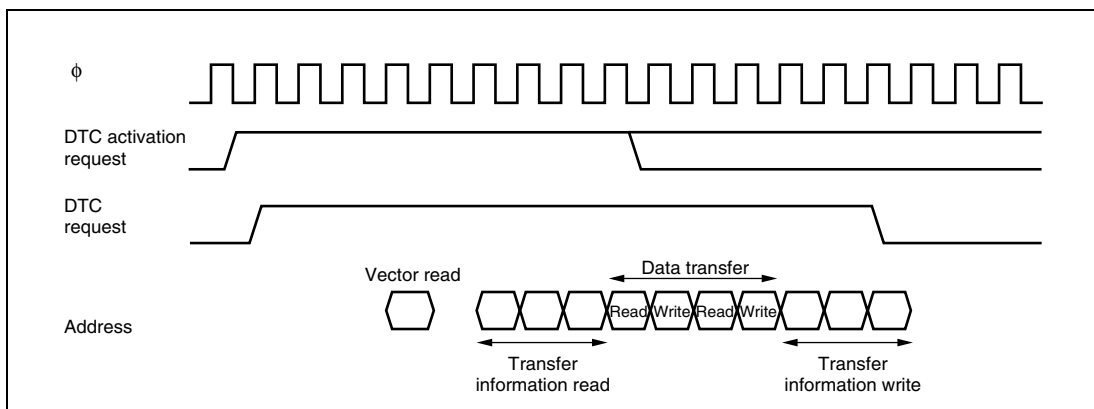 ϕ
DTC activation
request
DTC
request
Vector read
Data transfer
Address
Read Write Read Write
Transfer
information read
Transfer
information write